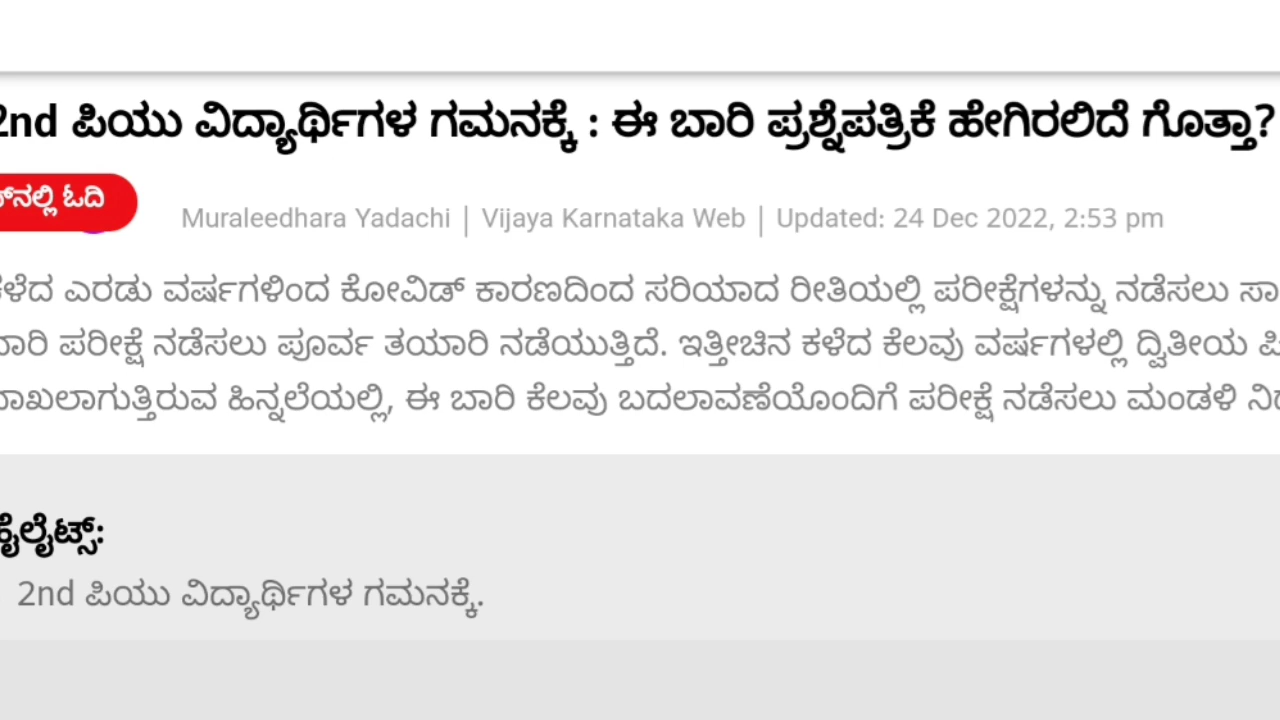 2nd ಪಿಯು ವಿದ್ಯಾರ್ಥಿಗಳ ಗಮನಕ್ಕೆ : ಈ ಬಾರಿ ಪ್ರಶ್ನೆಪತ್ರಿಕೆ ಹೇಗಿರಲಿದೆ ಗೊತ್ತಾ?
ಓದಿ
Muraleedhara Yadachi | Vijaya Karnataka Web | Updated: 24 Dec 2022, 2:53 pm
ಕಳೆದ ಎರಡು ವರ್ಷಗಳಿಂದ ಕೋವಿಡ್ ಕಾರಣದಿಂದ ಸರಿಯಾದ ರೀತಿಯಲ್ಲಿ ಪರೀಕ್ಷೆಗಳನ್ನು ನಡೆಸಲು
ಬಾರಿ ಪರೀಕ್ಷೆ ನಡೆಸಲು ಪೂರ್ವ ತಯಾರಿ ನಡೆಯುತ್ತಿದೆ. ಇತ್ತೀಚಿನ ಕಳೆದ ಕೆಲವು ವರ್ಷಗಳಲ್ಲಿ ದ್ವಿತೀಯ
ದಾಖಲಾಗುತ್ತಿರುವ ಹಿನ್ನಲೆಯಲ್ಲಿ, ಈ ಬಾರಿ ಕೆಲವು ಬದಲಾವಣೆಯೊಂದಿಗೆ ಪರೀಕ್ಷೆ ನಡೆಸಲು ಮಂಡಳಿ
ಹೈಲೈಟ್ಸ್:
2nd ಪಿಯು ವಿದ್ಯಾರ್ಥಿಗಳ ಗಮನಕ್ಕೆ.